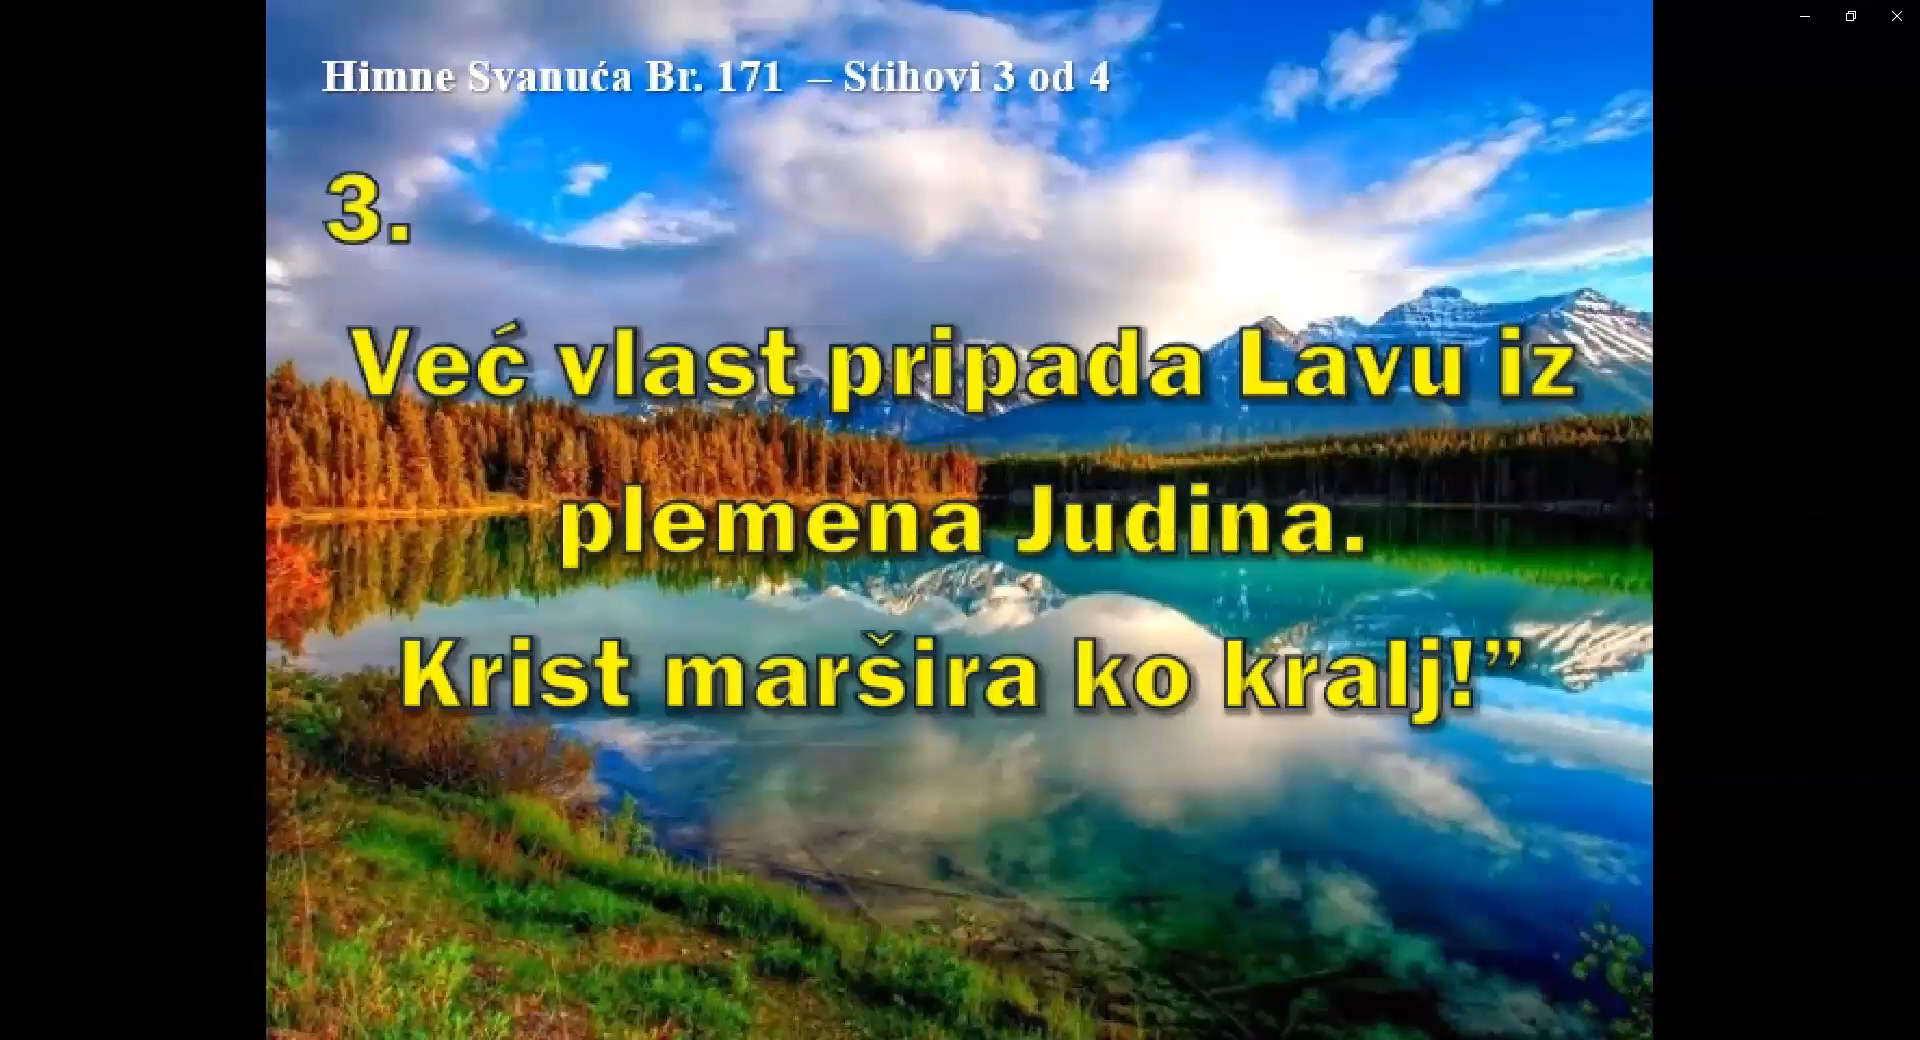 Himne Svanuća Br. 171 – Stihovi 3 od 4
3.
Već vlast pripada Lavu iz
plemena Judina.
Krist maršira ko kralj!”